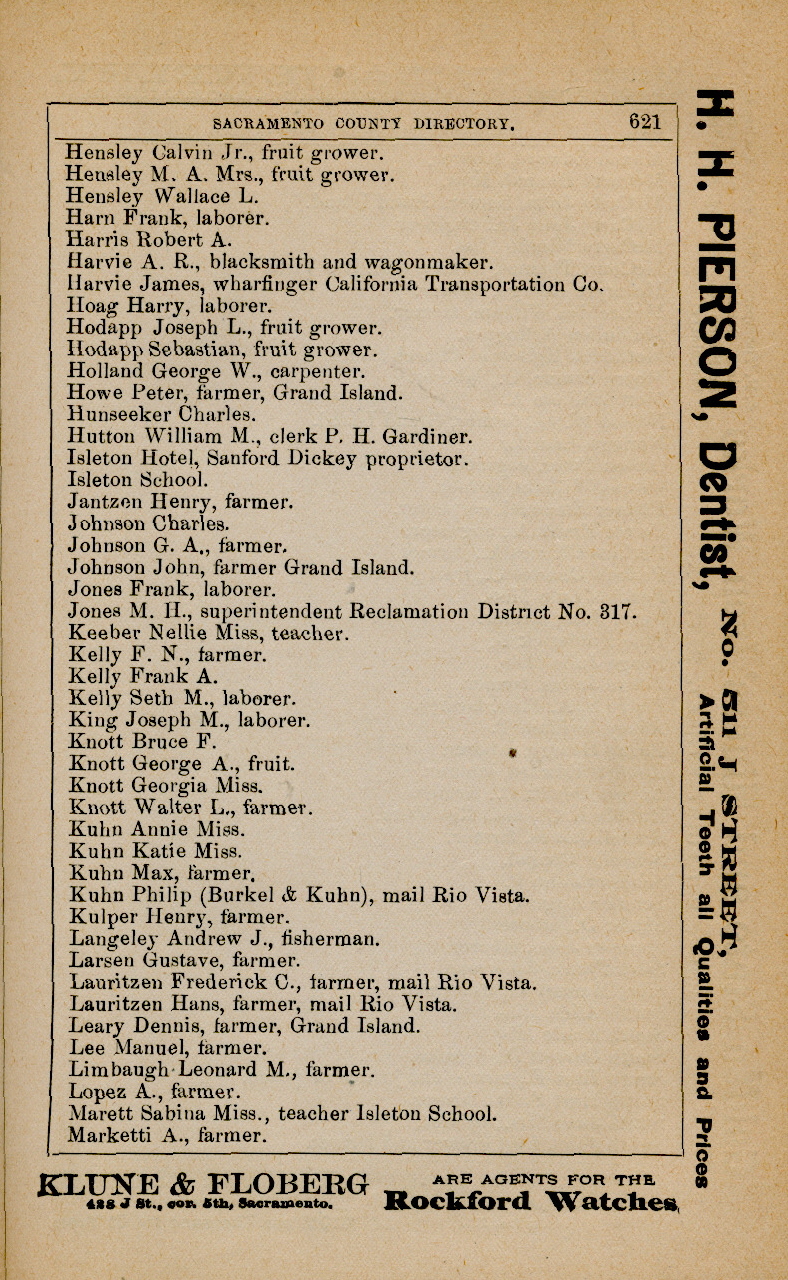 SACRAMENTO COUNTY DIRECTORY. 621
Hensley Calvin Jr., fruit grower.
Hensley M. A. Mrs., fruit grower.
Hensley Wallace L.
Harn Frank, laborer.
Harris Robert A.
Harvie A. R., blacksmith and wagonmaker.
Harvie James, wharfinger California Transportation Co.
Hoag Harry, laborer.
Hodapp Joseph L., fruit grower.
Hodapp Sebastian, fruit grower.
Holland George W., carpenter.
Howe Peter, farmer, Grand Island.
Hunseeker Charles.
Hutton William M., clerk P. H. Gardiner.
Isleton Hotel, Sanford Dickey proprietor.
Isleton School.
Jantzen Henry, farmer.
Johnson Charles.
Johnson G. A., farmer.
Johnson John, farmer Grand Island.
Jones Frank, laborer.
Jones M. H., superintendent Reclamation District No. 317.
Keeber Nellie Miss, teacher.
Kelly F. N., farmer.
Kelly Frank A.
Kelly Seth M., laborer.
King Joseph M., laborer.
Knott Bruce F.
Knott George A., fruit.
Knott Georgia Miss.
Knott Walter L., farmer.
Kuhn Annie Miss.
Kuhn Katie Miss.
Kuhn Max, farmer.
Kuhn Philip (Burkel & Kuhn), mail Rio Vista.
Kulper Henry, farmer.
Langeley Andrew J., fisherman.
Larsen Gustave, farmer.
Lauritzen Frederick C., farmer, mail Rio Vista.
Lauritzen Hans, farmer, mail Rio Vista.
Leary Dennis, farmer, Grand Island.
Lee Manuel, farmer.
Limbaugh Leonard M., farmer.
Lopez A., farmer.
Marett Sabina Miss., teacher Isleton School.
Marketti A., farmer.
H. H. PIERSON, Dentist, No. 511 J STREET,
Artificial Teeth all Qualities and Prices
KLUNE & FLOBERG ARE AGENTS FOR THE
428 J St., cor. 5th, Sacramento. Rockford Watches,